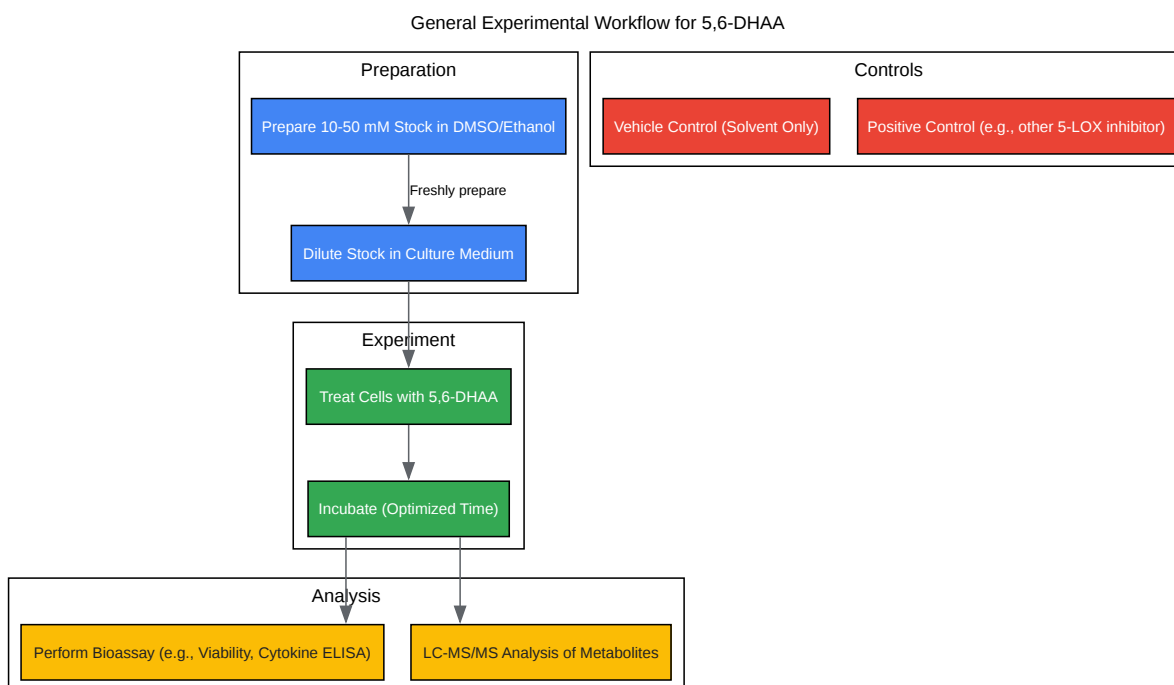 General Experimental Workflow for 5,6-DHAA
Preparation
Prepare 10-50 mM Stock in DMSO/Ethanol
Freshly prepare
Dilute Stock in Culture Medium
Controls
Vehicle Control (Solvent Only)
Positive Control (e.g., other 5-LOX inhibitor)
Experiment
Treat Cells with 5,6-DHAA
Incubate (Optimized Time)
Analysis
Perform Bioassay (e.g., Viability, Cytokine ELISA)
LC-MS/MS Analysis of Metabolites